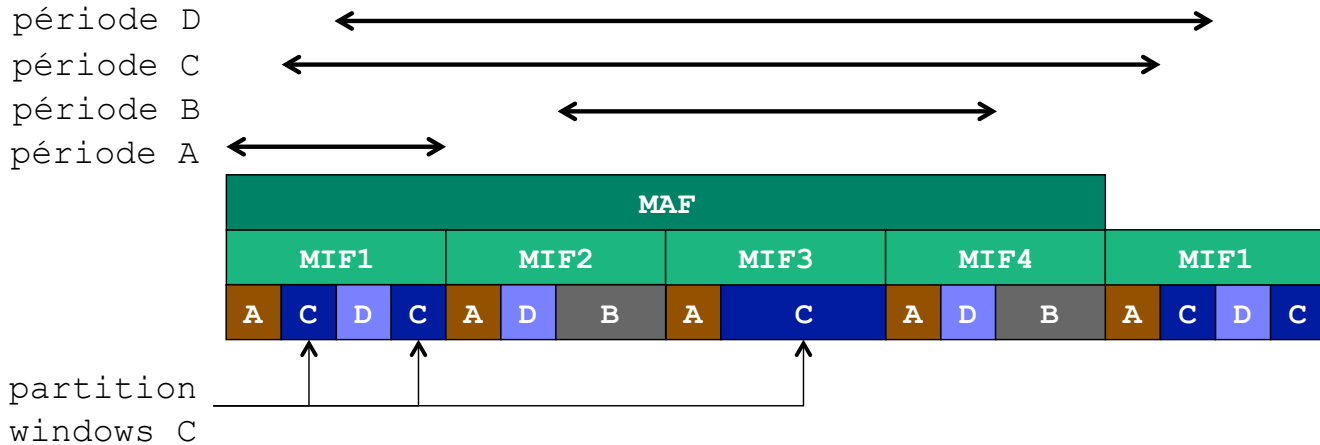 période D
période C
période B
période A
MAF
MIF1 MIF2 MIF3 MIF4 MIF1
A C D C A D B A C A D B A C D C
partition
windows C